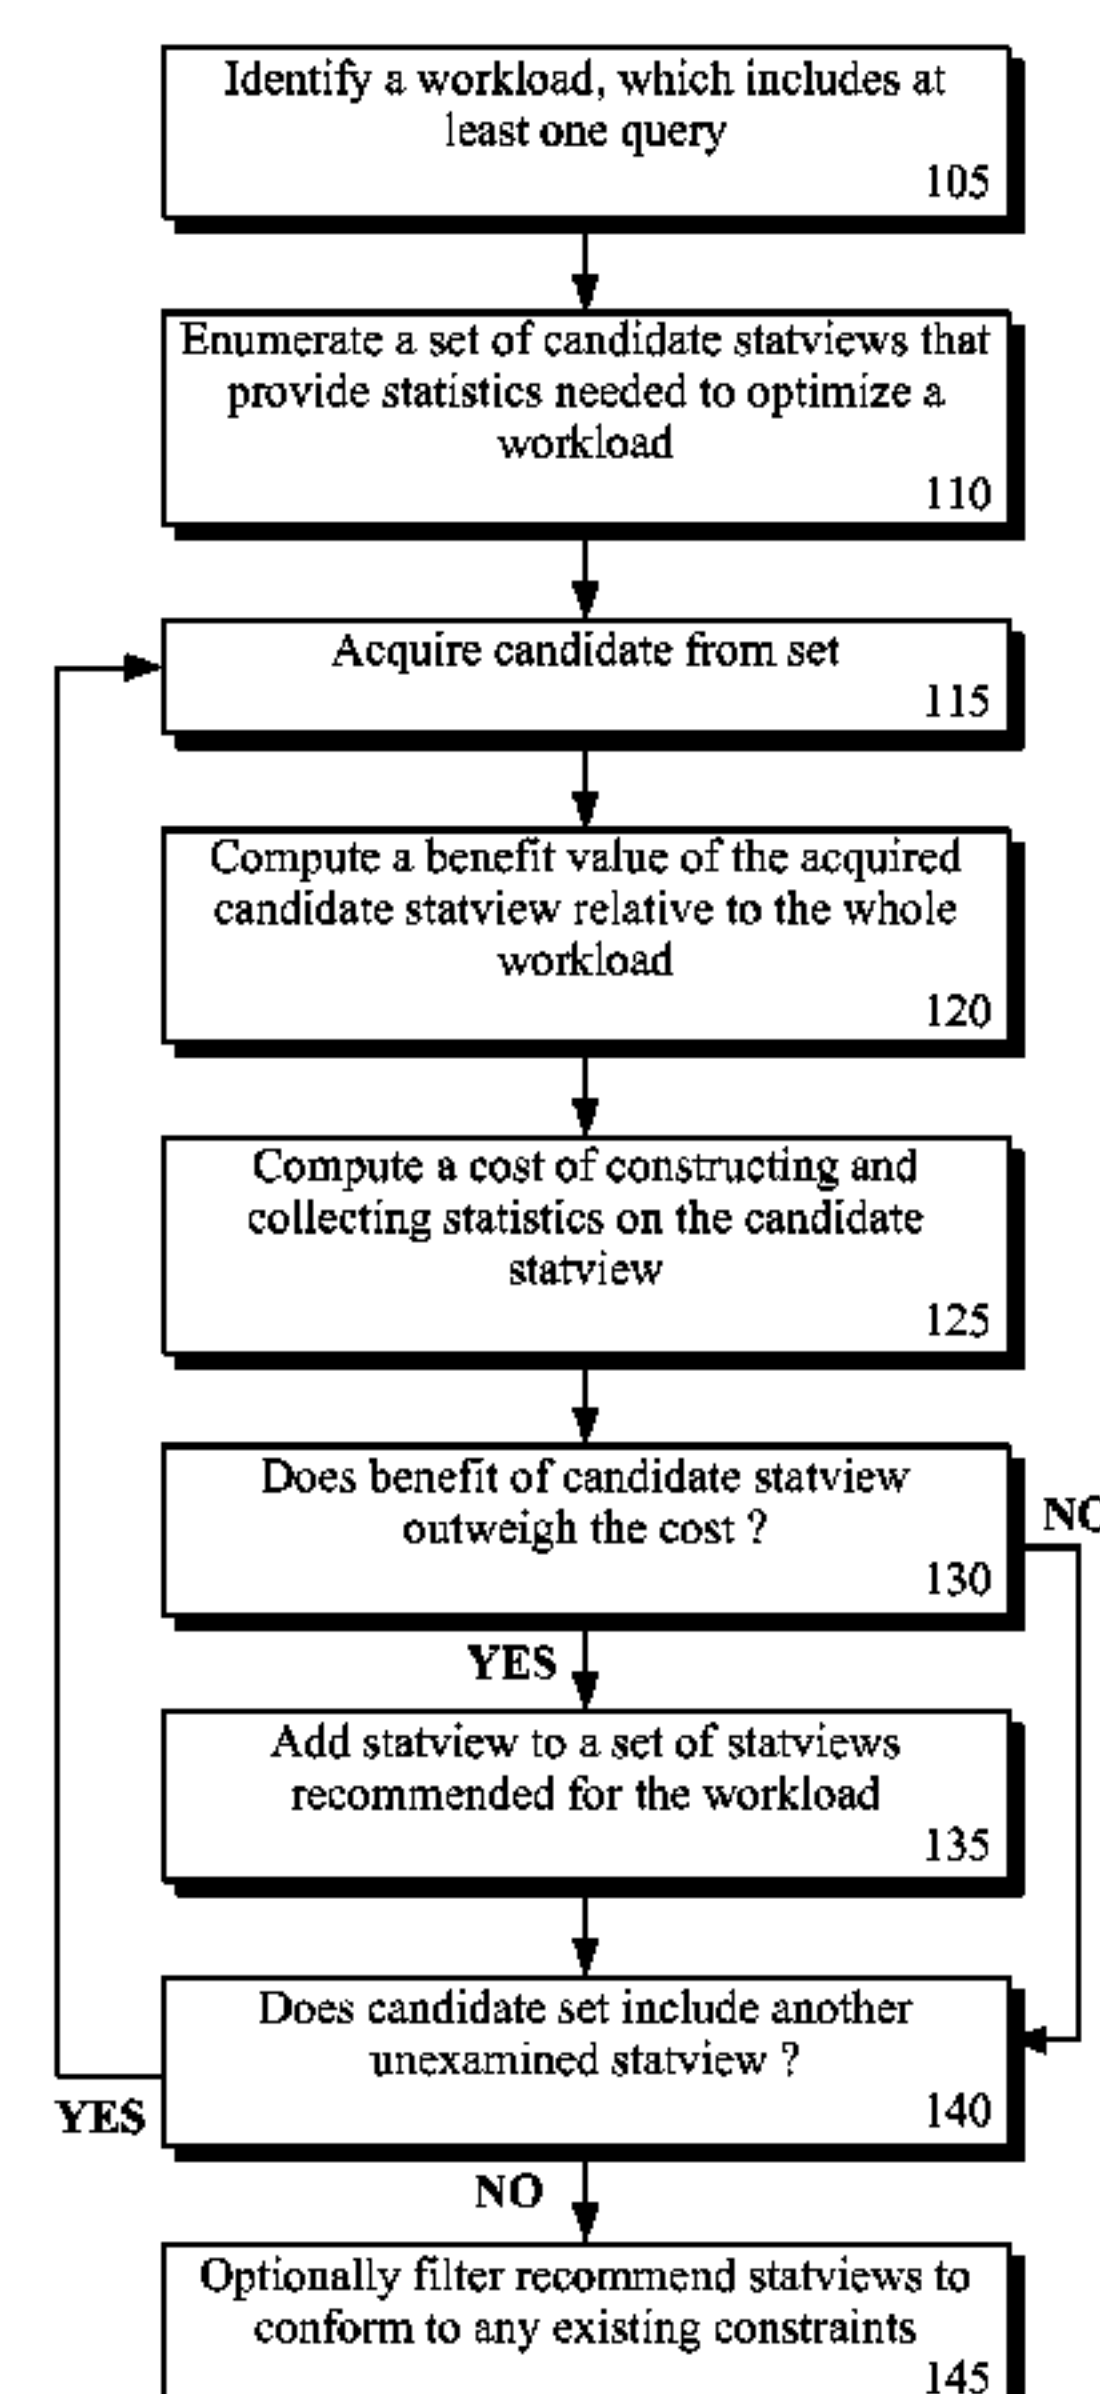 Identify a workload, which includes at
least one query
105
Enumerate a set of candidate statviews that
provide statistics needed to optimize a
workload
110
Acquire candidate from set
115
Compute a benefit value of the acquired
candidate statview relative to the whole
workload
120
Compute a cost of constructing and
collecting statistics on the candidate
statview
125
Does benefit of candidate statview
outweigh the cost ?
130
NO
YES
Add statview to a set of statviews
recommended for the workload
135
Does candidate set include another
unexamined statview ?
140
YES
NO
Optionally filter recommend statviews to
conform to any existing constraints
145